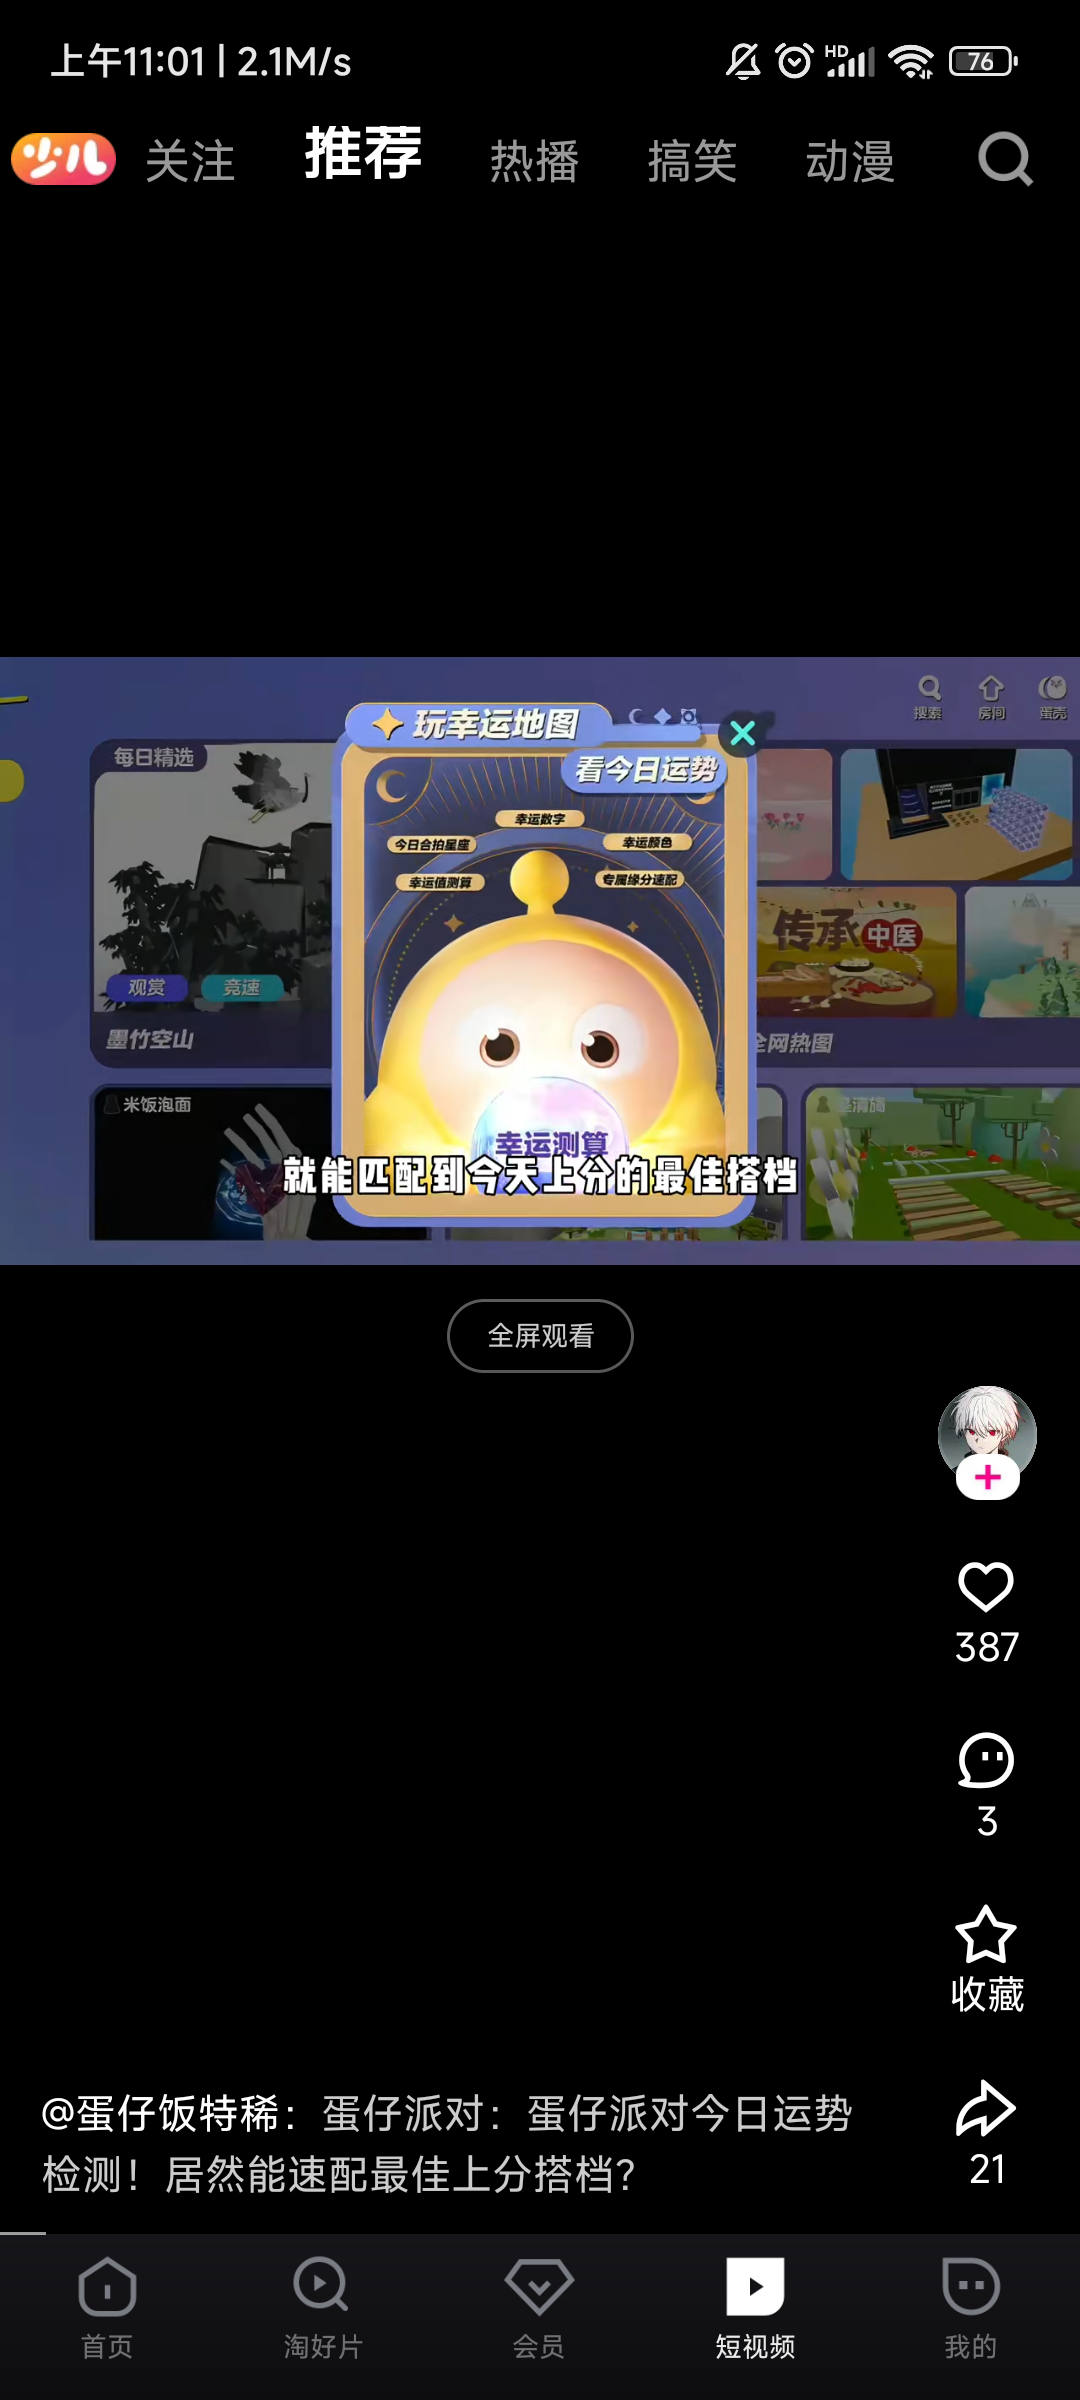 上午11:01 | 2.1M/s
HD
76
少儿
关注
推荐
热播
搞笑
动漫
搜索
房间
蛋壳
玩幸运地图
看今日运势
每日精选
幸运数字
今日合拍星座
幸运颜色
幸运值测算
专属缘分速配
传承
中医
观赏
竞速
墨竹空山
全网热图
米饭泡面
幸运测算
就能匹配到今天上分的最佳搭档
全屏观看
387
3
收藏
@蛋仔饭特稀：蛋仔派对：蛋仔派对今日运势
检测！居然能速配最佳上分搭档？
21
首页
淘好片
会员
短视频
我的